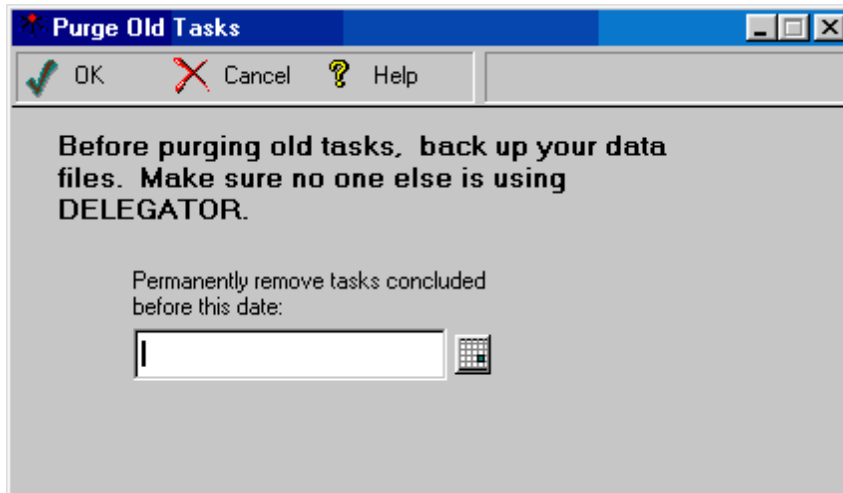 Purge Old Tasks
OK Cancel Help
Before purging old tasks, back up your data
files. Make sure no one else is using
DELEGATOR.
Permanently remove tasks concluded
before this date: